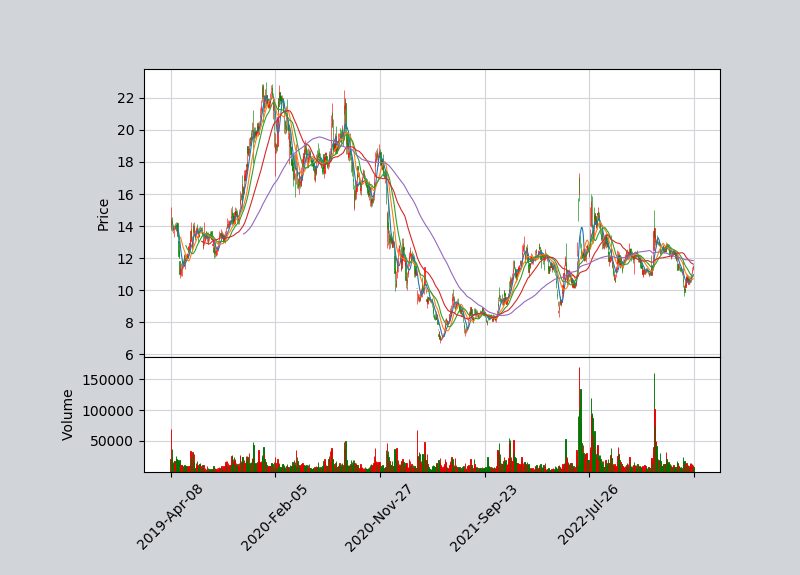 Price
22
20
18
16
14
12
10
8
6
Volume
150000
100000
50000
2019-Apr-08
2020-Feb-05
2020-Nov-27
2021-Sep-23
2022-Jul-26